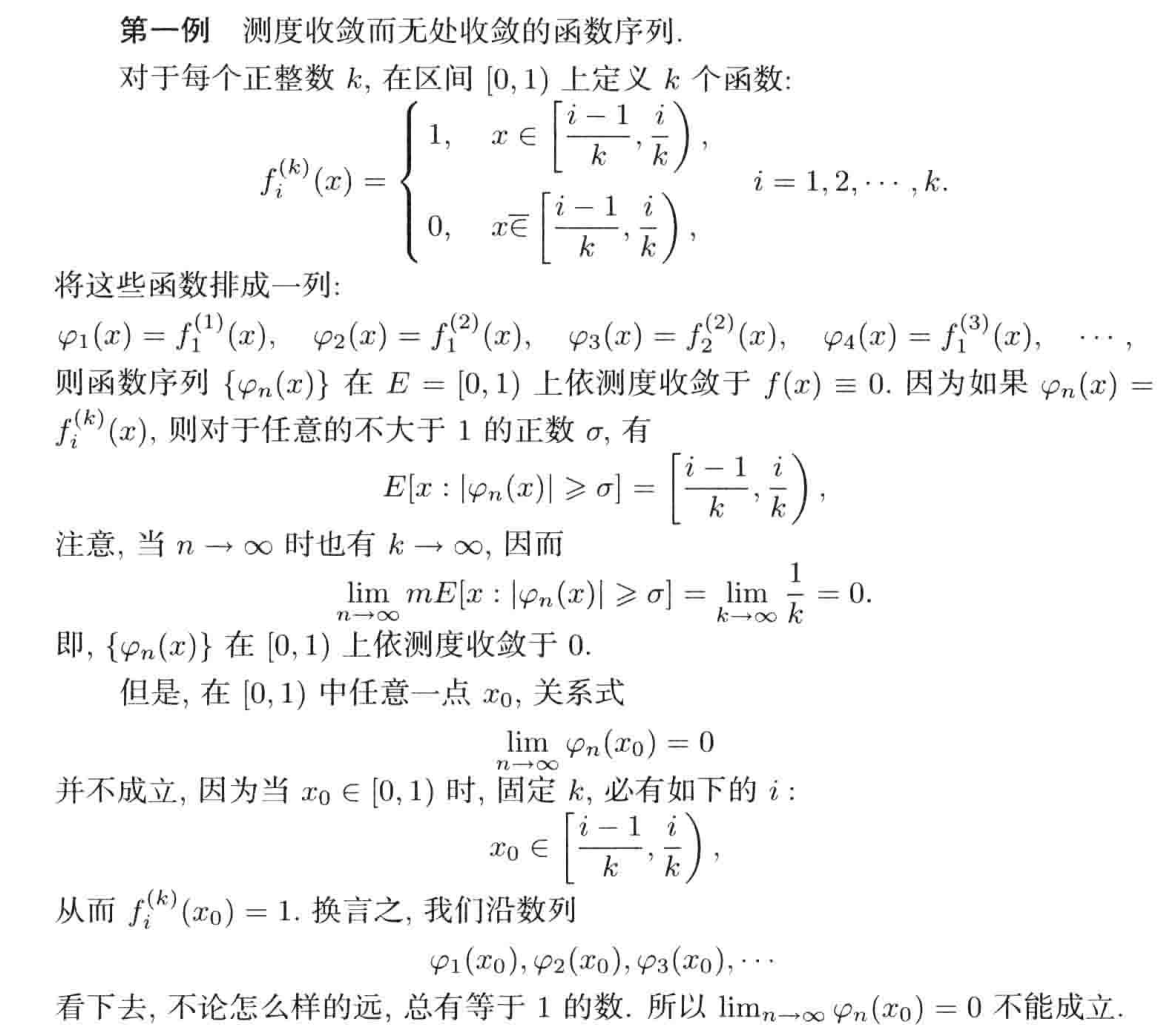 第一例 测度收敛而无处收敛的函数序列.
对于每个正整数 k, 在区间 [0, 1) 上定义 k 个函数:
$f_i^{(k)}(x) = \begin{cases} 1, & x \in \left[\frac{i-1}{k}, \frac{i}{k}\right), \\ 0, & x \overline{\in} \left[\frac{i-1}{k}, \frac{i}{k}\right), \end{cases} \quad i = 1, 2, \cdots, k.$
将这些函数排成一列:
$\varphi_1(x) = f_1^{(1)}(x), \quad \varphi_2(x) = f_1^{(2)}(x), \quad \varphi_3(x) = f_2^{(2)}(x), \quad \varphi_4(x) = f_1^{(3)}(x), \quad \cdots,$
则函数序列 $\{\varphi_n(x)\}$ 在 $E = [0, 1)$ 上依测度收敛于 $f(x) \equiv 0$. 因为如果 $\varphi_n(x) =$
$f_i^{(k)}(x)$, 则对于任意的不大于 1 的正数 $\sigma$, 有
$E[x : |\varphi_n(x)| \geqslant \sigma] = \left[\frac{i-1}{k}, \frac{i}{k}\right),$
注意, 当 $n \to \infty$ 时也有 $k \to \infty$, 因而
$\lim_{n \to \infty} mE[x : |\varphi_n(x)| \geqslant \sigma] = \lim_{k \to \infty} \frac{1}{k} = 0.$
即, $\{\varphi_n(x)\}$ 在 $[0, 1)$ 上依测度收敛于 0.
但是, 在 $[0, 1)$ 中任意一点 $x_0$, 关系式
$\lim_{n \to \infty} \varphi_n(x_0) = 0$
并不成立, 因为当 $x_0 \in [0, 1)$ 时, 固定 $k$, 必有如下的 $i$ :
$x_0 \in \left[\frac{i-1}{k}, \frac{i}{k}\right),$
从而 $f_i^{(k)}(x_0) = 1$. 换言之, 我们沿数列
$\varphi_1(x_0), \varphi_2(x_0), \varphi_3(x_0), \cdots$
看下去, 不论怎么样的远, 总有等于 1 的数. 所以 $\lim_{n \to \infty} \varphi_n(x_0) = 0$ 不能成立.